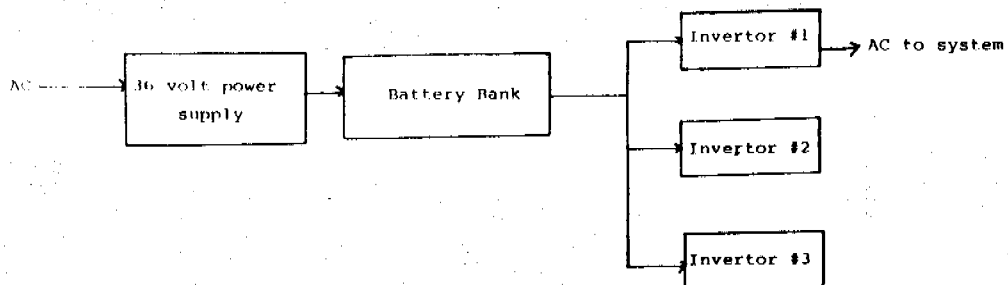 Invertor #1
AC to system
AC
36 volt power
supply
Battery Bank
Invertor #2
Invertor #3